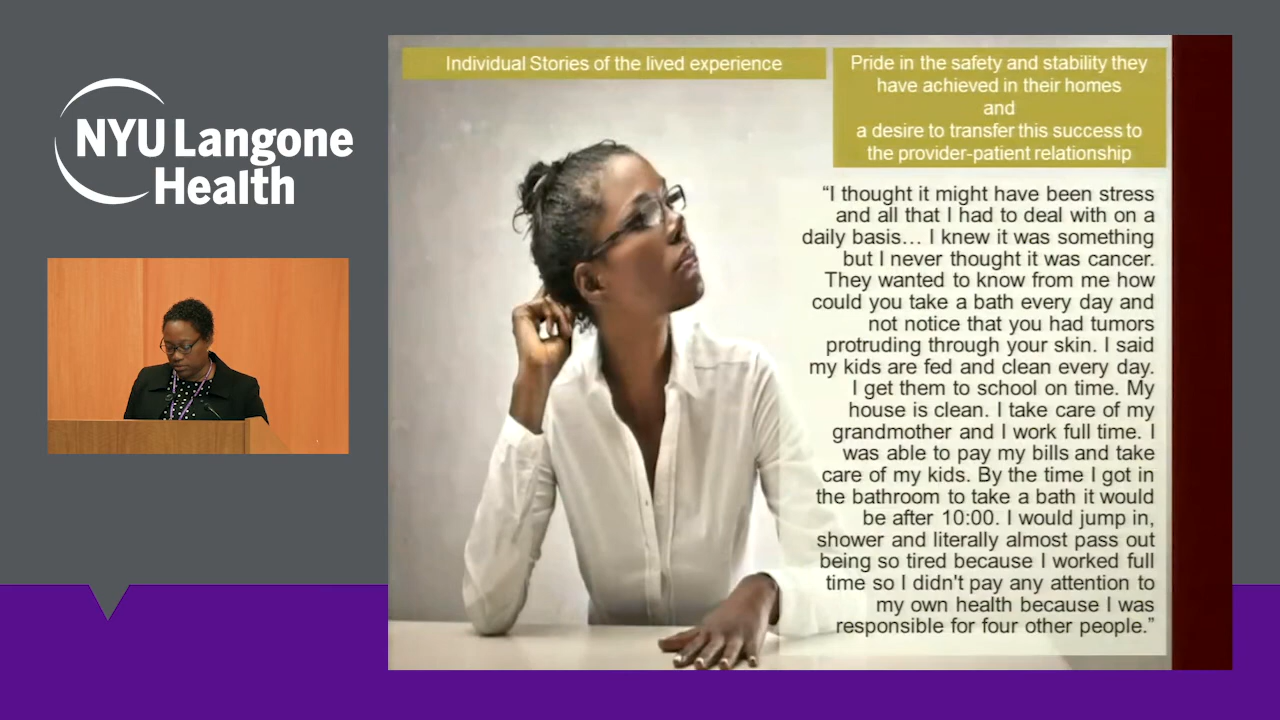 NYU Langone
Health
Individual Stories of the lived experience
Pride in the safety and stability they
have achieved in their homes
and
a desire to transfer this success to
the provider-patient relationship
“I thought it might have been stress
and all that I had to deal with on a
daily basis… I knew it was something
but I never thought it was cancer.
They wanted to know from me how
could you take a bath every day and
not notice that you had tumors
protruding through your skin. I said
my kids are fed and clean every day.
I get them to school on time. My
house is clean. I take care of my
grandmother and I work full time. I
was able to pay my bills and take
care of my kids. By the time I got in
the bathroom to take a bath it would
be after 10:00. I would jump in,
shower and literally almost pass out
being so tired because I worked full
time so I didn't pay any attention to
my own health because I was
responsible for four other people.”